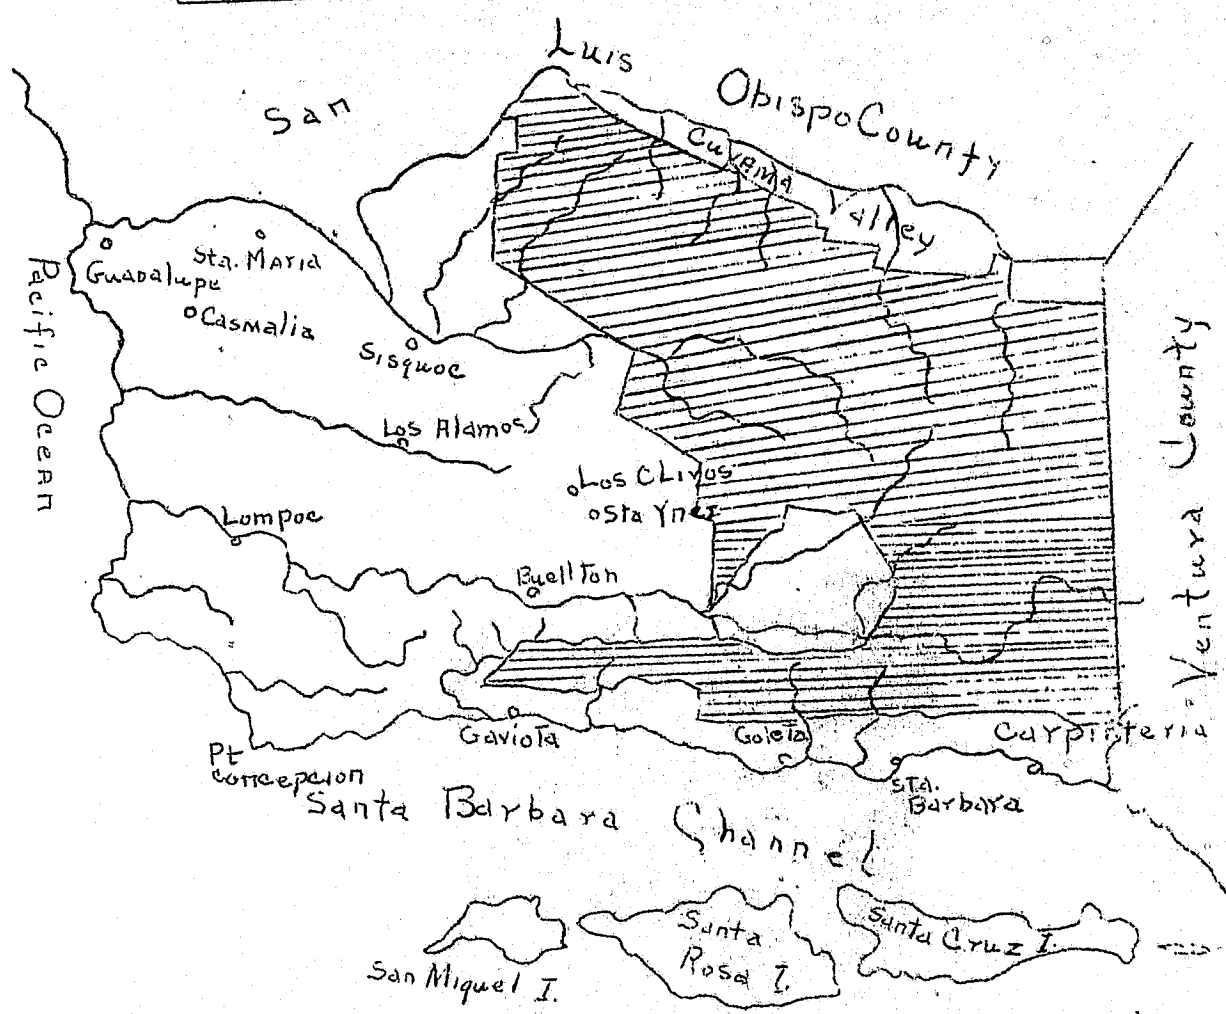 San Luis Obispo County
Cuyama Valley
Pacific Ocean
Guadalupe
Sta. Maria
Casmalia
Sisquoc
Los Alamos
Los Olivos
Sta Ynez
Lompoc
Buellton
Ventura County
Gaviota
Goleta
Carpinteria
Pt
Concepcion
Sta.
Barbara
Santa Barbara Channel
San Miquel I.
Santa
Rosa I.
Santa Cruz I.